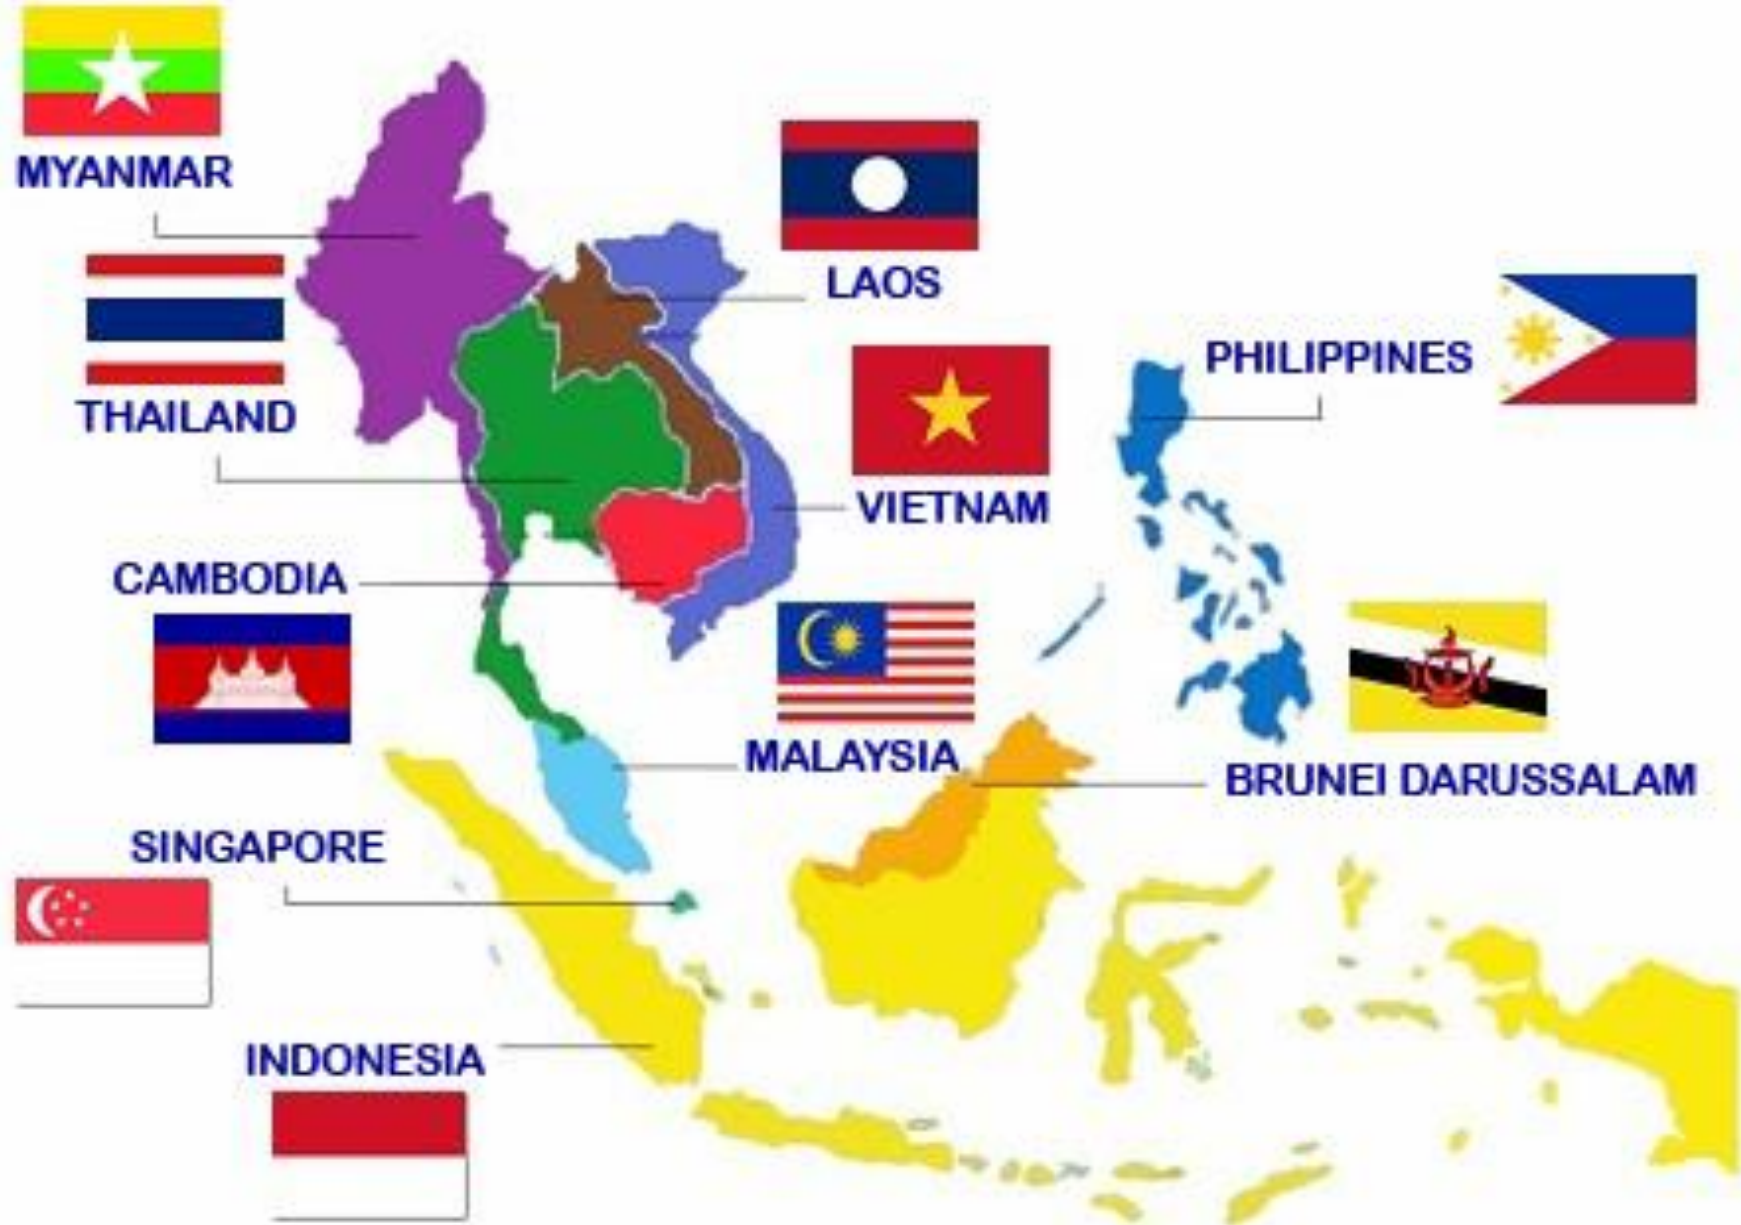 MYANMAR
LAOS
THAILAND
PHILIPPINES
VIETNAM
CAMBODIA
MALAYSIA
BRUNEI DARUSSALAM
SINGAPORE
INDONESIA